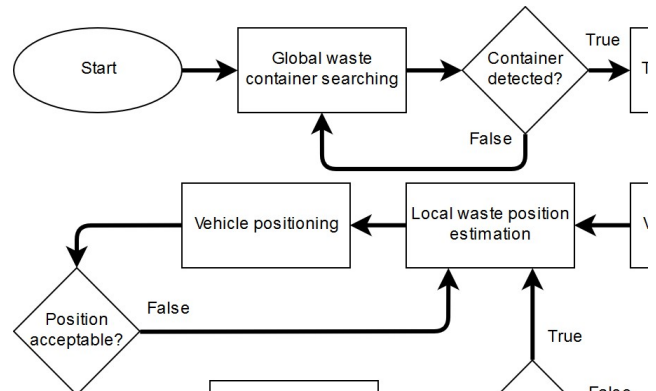 Start
Global waste
container searching
Container
detected?
True
False
Vehicle positioning
Local waste position
estimation
Position
acceptable?
False
True